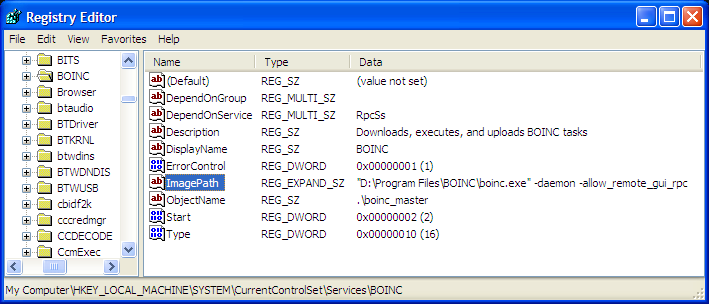 Registry Editor
File Edit View Favorites Help
BITS
BOINC
Browser
btaudio
BTDriver
BTKRNL
btwdins
BTWDNDIS
BTWUSB
cbidf2k
cccredmgr
CCDECODE
CcmExec
Name Type Data
(Default) REG_SZ (value not set)
DependOnGroup REG_MULTI_SZ
DependOnService REG_MULTI_SZ RpcSs
Description REG_SZ Downloads, executes, and uploads BOINC tasks
DisplayName REG_SZ BOINC
ErrorControl REG_DWORD 0x00000001 (1)
ImagePath REG_EXPAND_SZ "D:\Program Files\BOINC\boinc.exe" -daemon -allow_remote_gui_rpc
ObjectName REG_SZ .\boinc_master
Start REG_DWORD 0x00000002 (2)
Type REG_DWORD 0x00000010 (16)
My Computer\HKEY_LOCAL_MACHINE\SYSTEM\CurrentControlSet\Services\BOINC